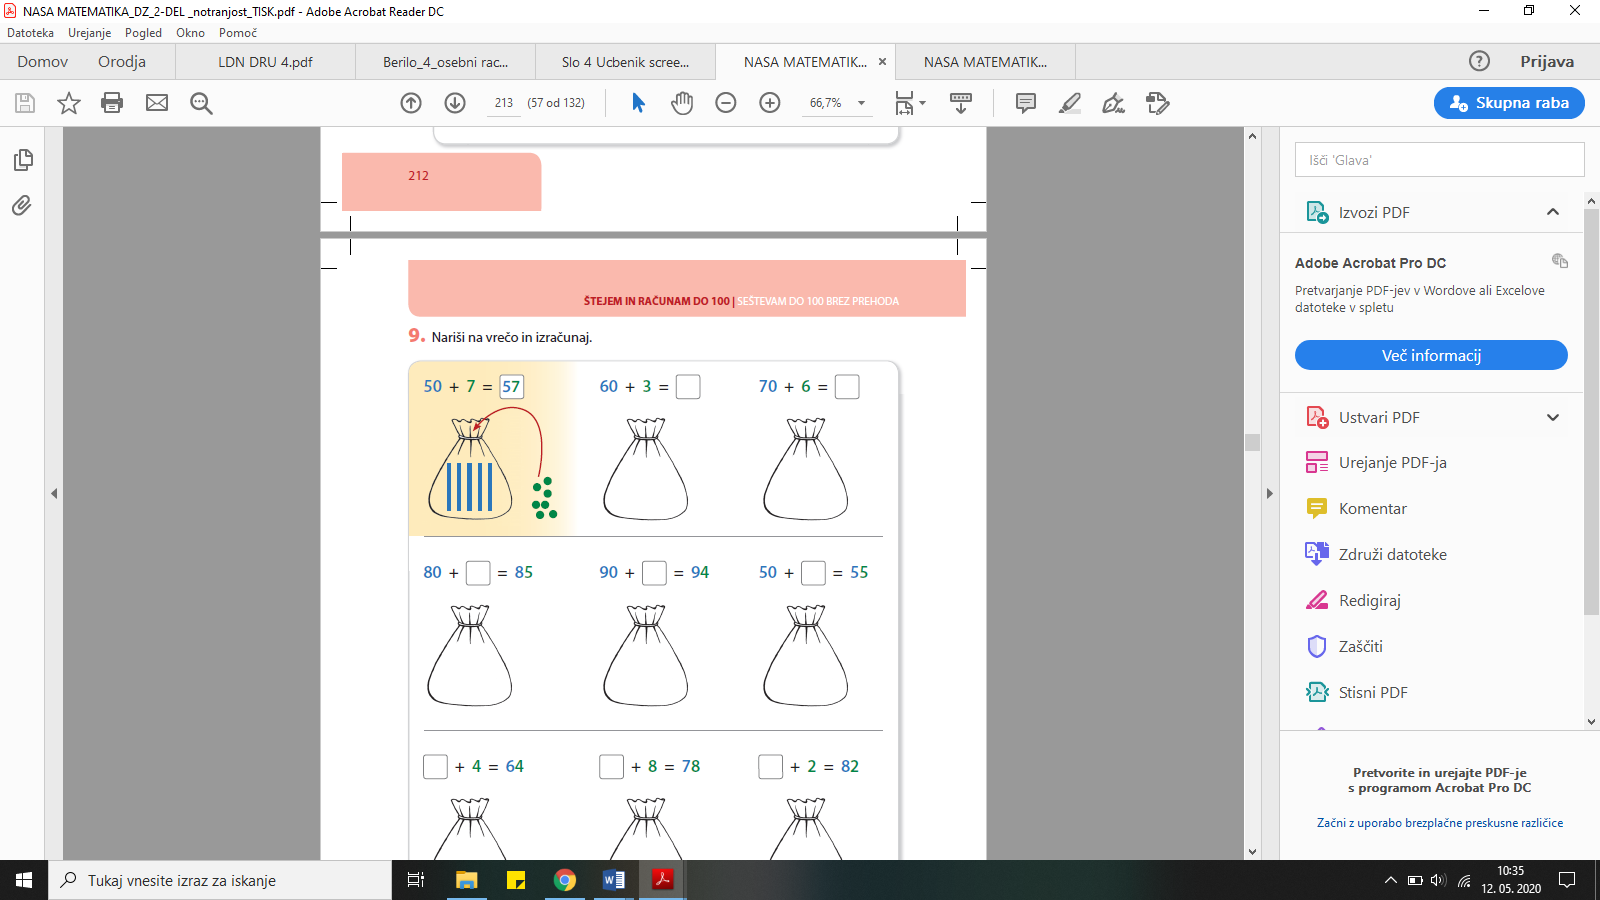 NASA MATEMATIKA_DZ_2-DEL _notranjost_TISK.pdf - Adobe Acrobat Reader DC
Datoteka Urejanje Pogled Okno Pomoč
Domov Orodja LDN DRU 4.pdf Berilo_4_osebni rac... Slo 4 Ucbenik scree... NASA MATEMATIK... × NASA MATEMATIK... Prijava
213 (57 od 132) 66,7% Skupna raba
212
ŠTEJEM IN RAČUNAM DO 100 | SEŠTEVAM DO 100 BREZ PREHODA
9. Nariši na vrečo in izračunaj.
50 + 7 = 57 60 + 3 = 70 + 6 =
80 + = 85 90 + = 94 50 + = 55
+ 4 = 64 + 8 = 78 + 2 = 82
Išči 'Glava'
Izvozi PDF
Adobe Acrobat Pro DC
Pretvarjanje PDF-jev v Wordove ali Excelove
datoteke v spletu
Več informacij
Ustvari PDF
Urejanje PDF-ja
Komentar
Združi datoteke
Redigiraj
Zaščiti
Stisni PDF
Pretvorite in urejajte PDF-je
s programom Acrobat Pro DC
Začni z uporabo brezplačne preskusne različice
Tukaj vnesite izraz za iskanje
10:35
12. 05. 2020